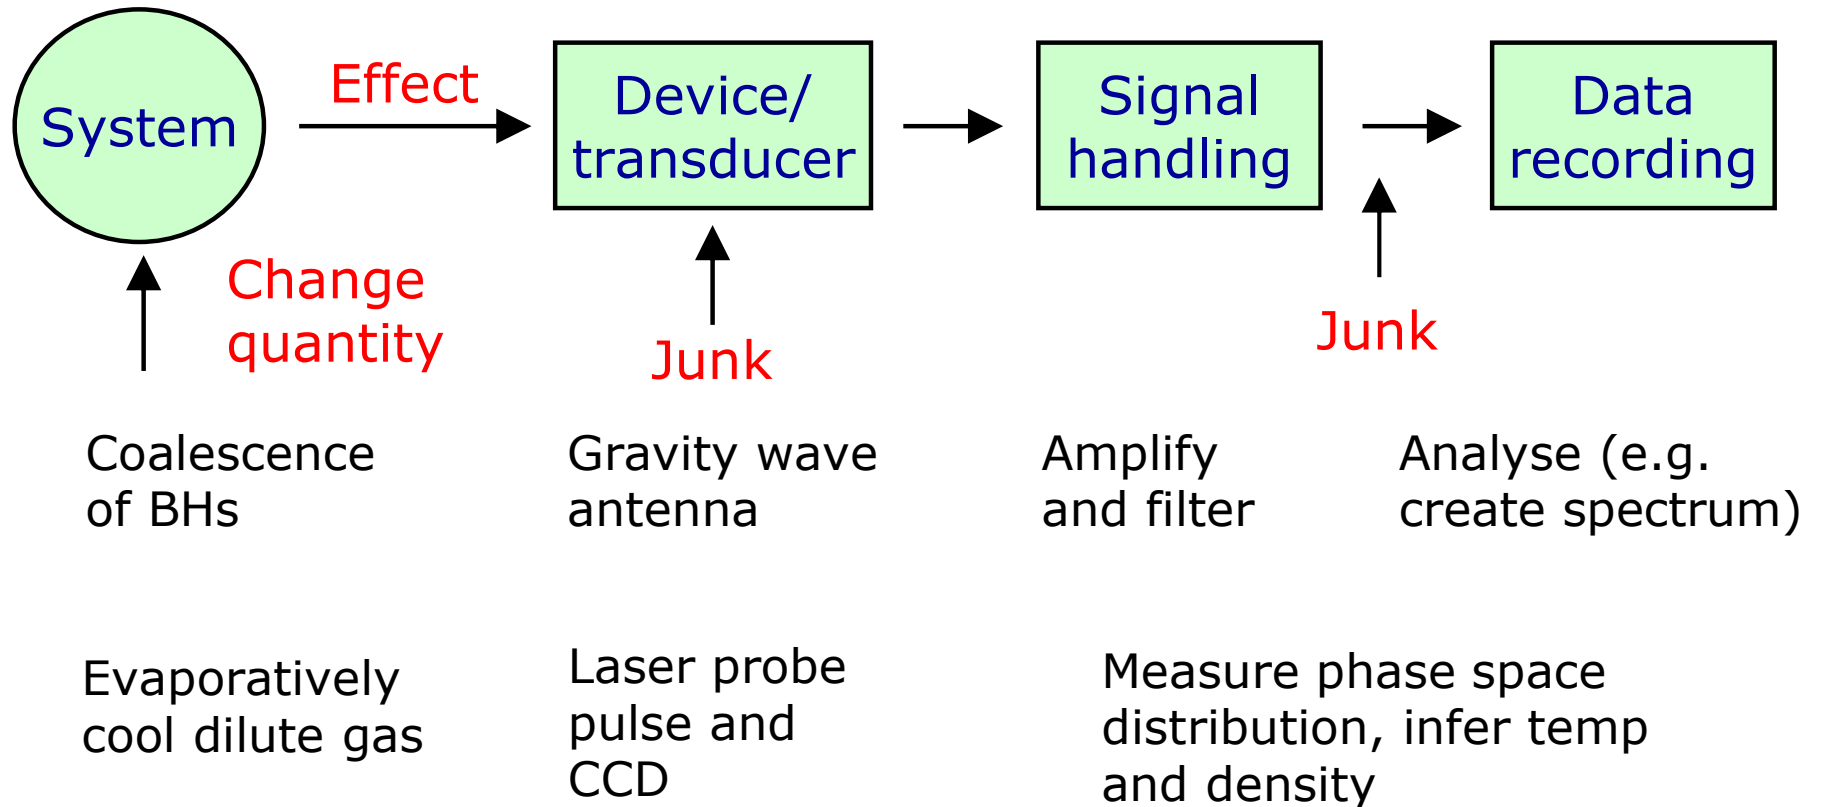 System
Effect
Device/
transducer
Signal
handling
Data
recording
Change
quantity
Junk
Junk
Coalescence
of BHs
Gravity wave
antenna
Amplify
and filter
Analyse (e.g.
create spectrum)
Evaporatively
cool dilute gas
Laser probe
pulse and
CCD
Measure phase space
distribution, infer temp
and density